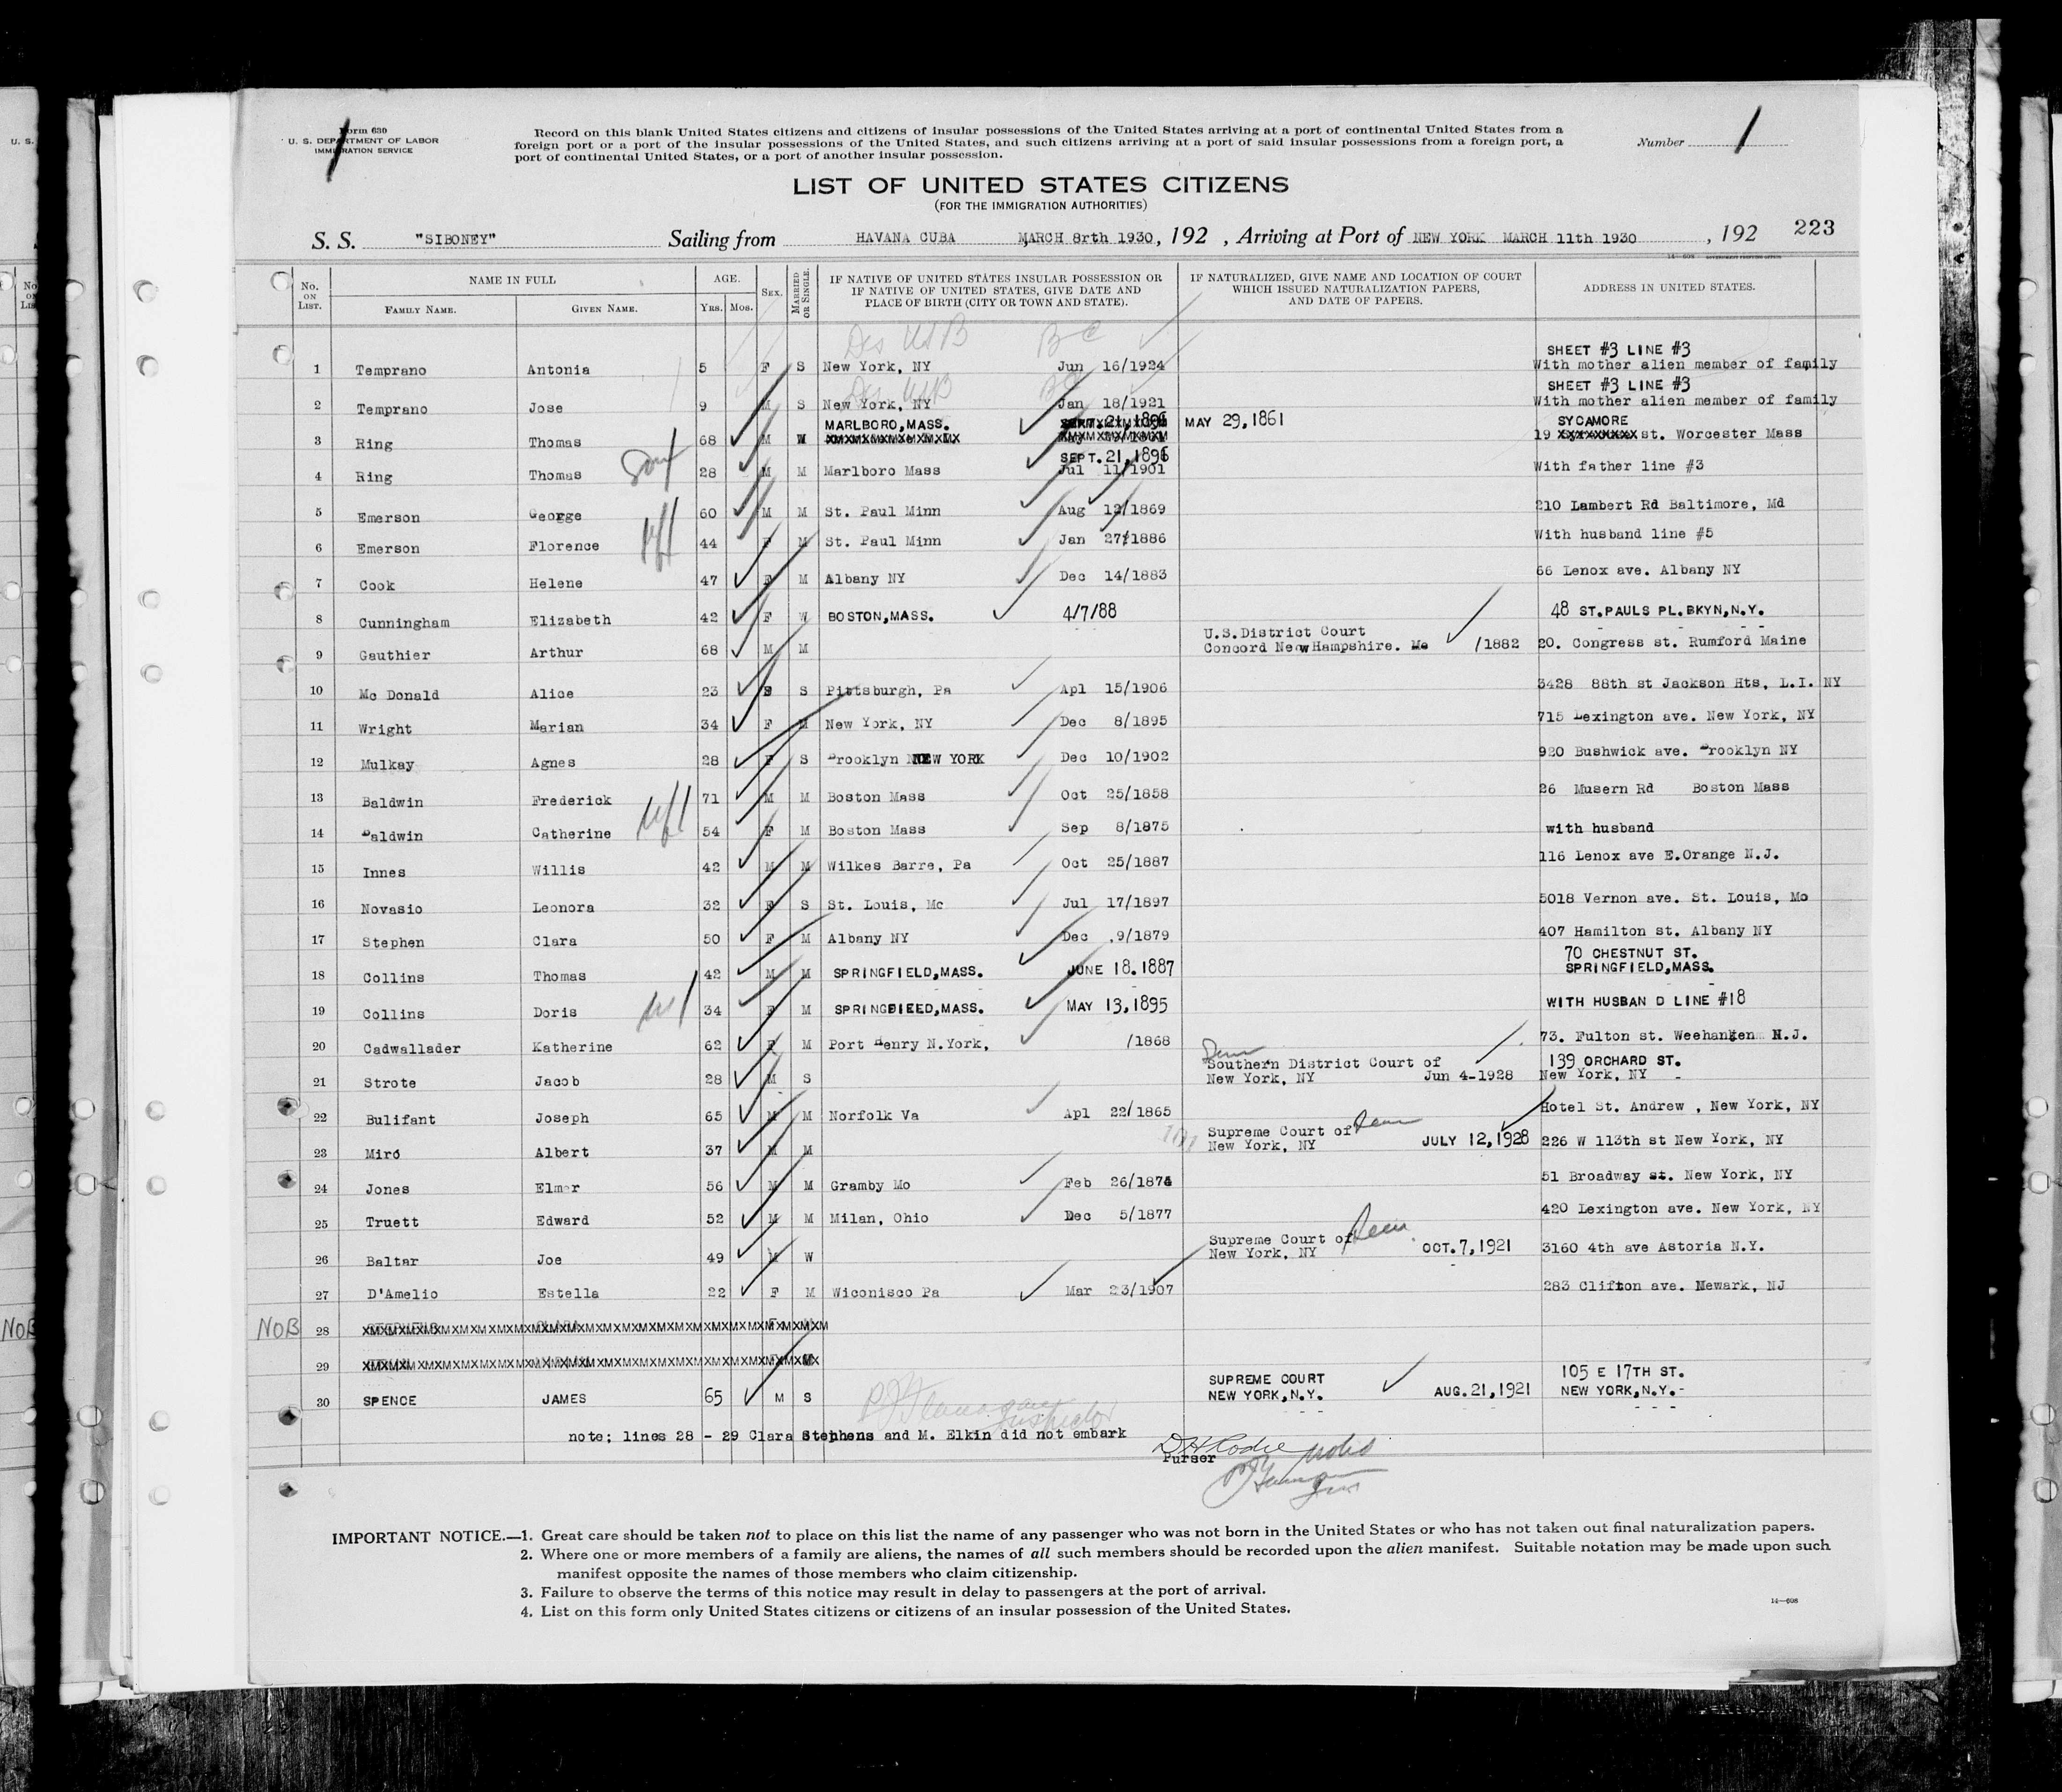 Form 630
U. S. DEPARTMENT OF LABOR
IMMIGRATION SERVICE
Record on this blank United States citizens and citizens of insular possessions of the United States arriving at a port of continental United States from a
foreign port or a port of the insular possessions of the United States, and such citizens arriving at a port of said insular possessions from a foreign port, a
port of continental United States, or a port of another insular possession.
Number 1
LIST OF UNITED STATES CITIZENS
(FOR THE IMMIGRATION AUTHORITIES)
S. S. "SIBONEY" Sailing from HAVANA CUBA MARCH 8rth 1930, 192 , Arriving at Port of NEW YORK MARCH 11th 1930 , 192 223
No. ON LIST. NAME IN FULL FAMILY NAME. GIVEN NAME. AGE. YRS. MOS. SEX. MARRIED OR SINGLE. IF NATIVE OF UNITED STATES INSULAR POSSESSION OR IF NATIVE OF UNITED STATES, GIVE DATE AND PLACE OF BIRTH (CITY OR TOWN AND STATE). IF NATURALIZED, GIVE NAME AND LOCATION OF COURT WHICH ISSUED NATURALIZATION PAPERS, AND DATE OF PAPERS. ADDRESS IN UNITED STATES.
B C SHEET #3 LINE #3
1 Temprano Antonia 5 F S New York, NY Jun 16/1924 With mother alien member of family
SHEET #3 LINE #3
2 Temprano Jose 9 M S New York, NY Jan 18/1921 With mother alien member of family
MARLBORO, MASS. MAY 29,1861 SYCAMORE
3 Ring Thomas 68 M W 19 st. Worcester Mass
SEPT. 21,1896
4 Ring Thomas son 28 M M Marlboro Mass Jul 11/1901 With father line #3
5 Emerson George 60 M M St. Paul Minn Aug 12/1869 210 Lambert Rd Baltimore, Md
6 Emerson Florence wf 44 F M St. Paul Minn Jan 27/1886 With husband line #5
7 Cook Helene 47 F M Albany NY Dec 14/1883 66 Lenox ave. Albany NY
8 Cunningham Elizabeth 42 F W BOSTON,MASS. 4/7/88 48 ST.PAULS PL.BKYN,N.Y.
U.S.District Court
9 Gauthier Arthur 68 M M Concord New Hampshire. Me /1882 20. Congress st. Rumford Maine
10 Mc Donald Alice 23 S Pittsburgh, Pa Apl 15/1906 3428 88th st Jackson Hts, L.I. NY
11 Wright Marian 34 F M New York, NY Dec 8/1895 715 Lexington ave. New York, NY
12 Mulkay Agnes 28 F S Brooklyn NEW YORK Dec 10/1902 920 Bushwick ave. Brooklyn NY
13 Baldwin Frederick 71 M M Boston Mass Oct 25/1858 26 Musern Rd Boston Mass
14 Baldwin Catherine wf 54 F M Boston Mass Sep 8/1875 with husband
15 Innes Willis 42 M M Wilkes Barre, Pa Oct 25/1887 116 Lenox ave E.Orange N.J.
16 Novasio Leonora 32 F S St. Louis, Mo Jul 17/1897 5018 Vernon ave. St. Louis, Mo
17 Stephen Clara 50 F M Albany NY Dec ,9/1879 407 Hamilton st. Albany NY
70 CHESTNUT ST.
18 Collins Thomas 42 M M SPRINGFIELD,MASS. JUNE 18.1887 SPRINGFIELD,MASS.
19 Collins Doris wf 34 F M SPRINGDIEED,MASS. MAY 13,1895 WITH HUSBAN D LINE #18
20 Cadwallader Katherine 62 F M Port Henry N.York, /1868 73. Fulton st. Weehanken N.J.
Southern District Court of 139 ORCHARD ST.
21 Strote Jacob 28 M S New York, NY Jun 4-1928 New York, NY -
22 Bulifant Joseph 65 M M Norfolk Va Apl 22/1865 Hotel St. Andrew , New York, NY
Supreme Court of
23 Miro Albert 37 M M New York, NY JULY 12,1928 226 W 113th st New York, NY
24 Jones Elmer 56 M M Gramby Mo Feb 26/1874 51 Broadway st. New York, NY
25 Truett Edward 52 M M Milan, Ohio Dec 5/1877 420 Lexington ave. New York, NY
Supreme Court of
26 Baltar Joe 49 M W New York, NY OCT.7,1921 3160 4th ave Astoria N.Y.
27 D'Amelio Estella 22 F M Wiconisco Pa Mar 23/1907 283 Clifton ave. Newark, NJ
NOB 28
29
SUPREME COURT 105 E 17TH ST.
30 SPENCE JAMES 65 M S NEW YORK,N.Y. AUG.21,1921 NEW YORK,N.Y.-
Inspector
note; lines 28 - 29 Clara Stephens and M. Elkin did not embark
Purser
IMPORTANT NOTICE.—1. Great care should be taken not to place on this list the name of any passenger who was not born in the United States or who has not taken out final naturalization papers.
2. Where one or more members of a family are aliens, the names of all such members should be recorded upon the alien manifest. Suitable notation may be made upon such
manifest opposite the names of those members who claim citizenship.
3. Failure to observe the terms of this notice may result in delay to passengers at the port of arrival.
4. List on this form only United States citizens or citizens of an insular possession of the United States.
14—608